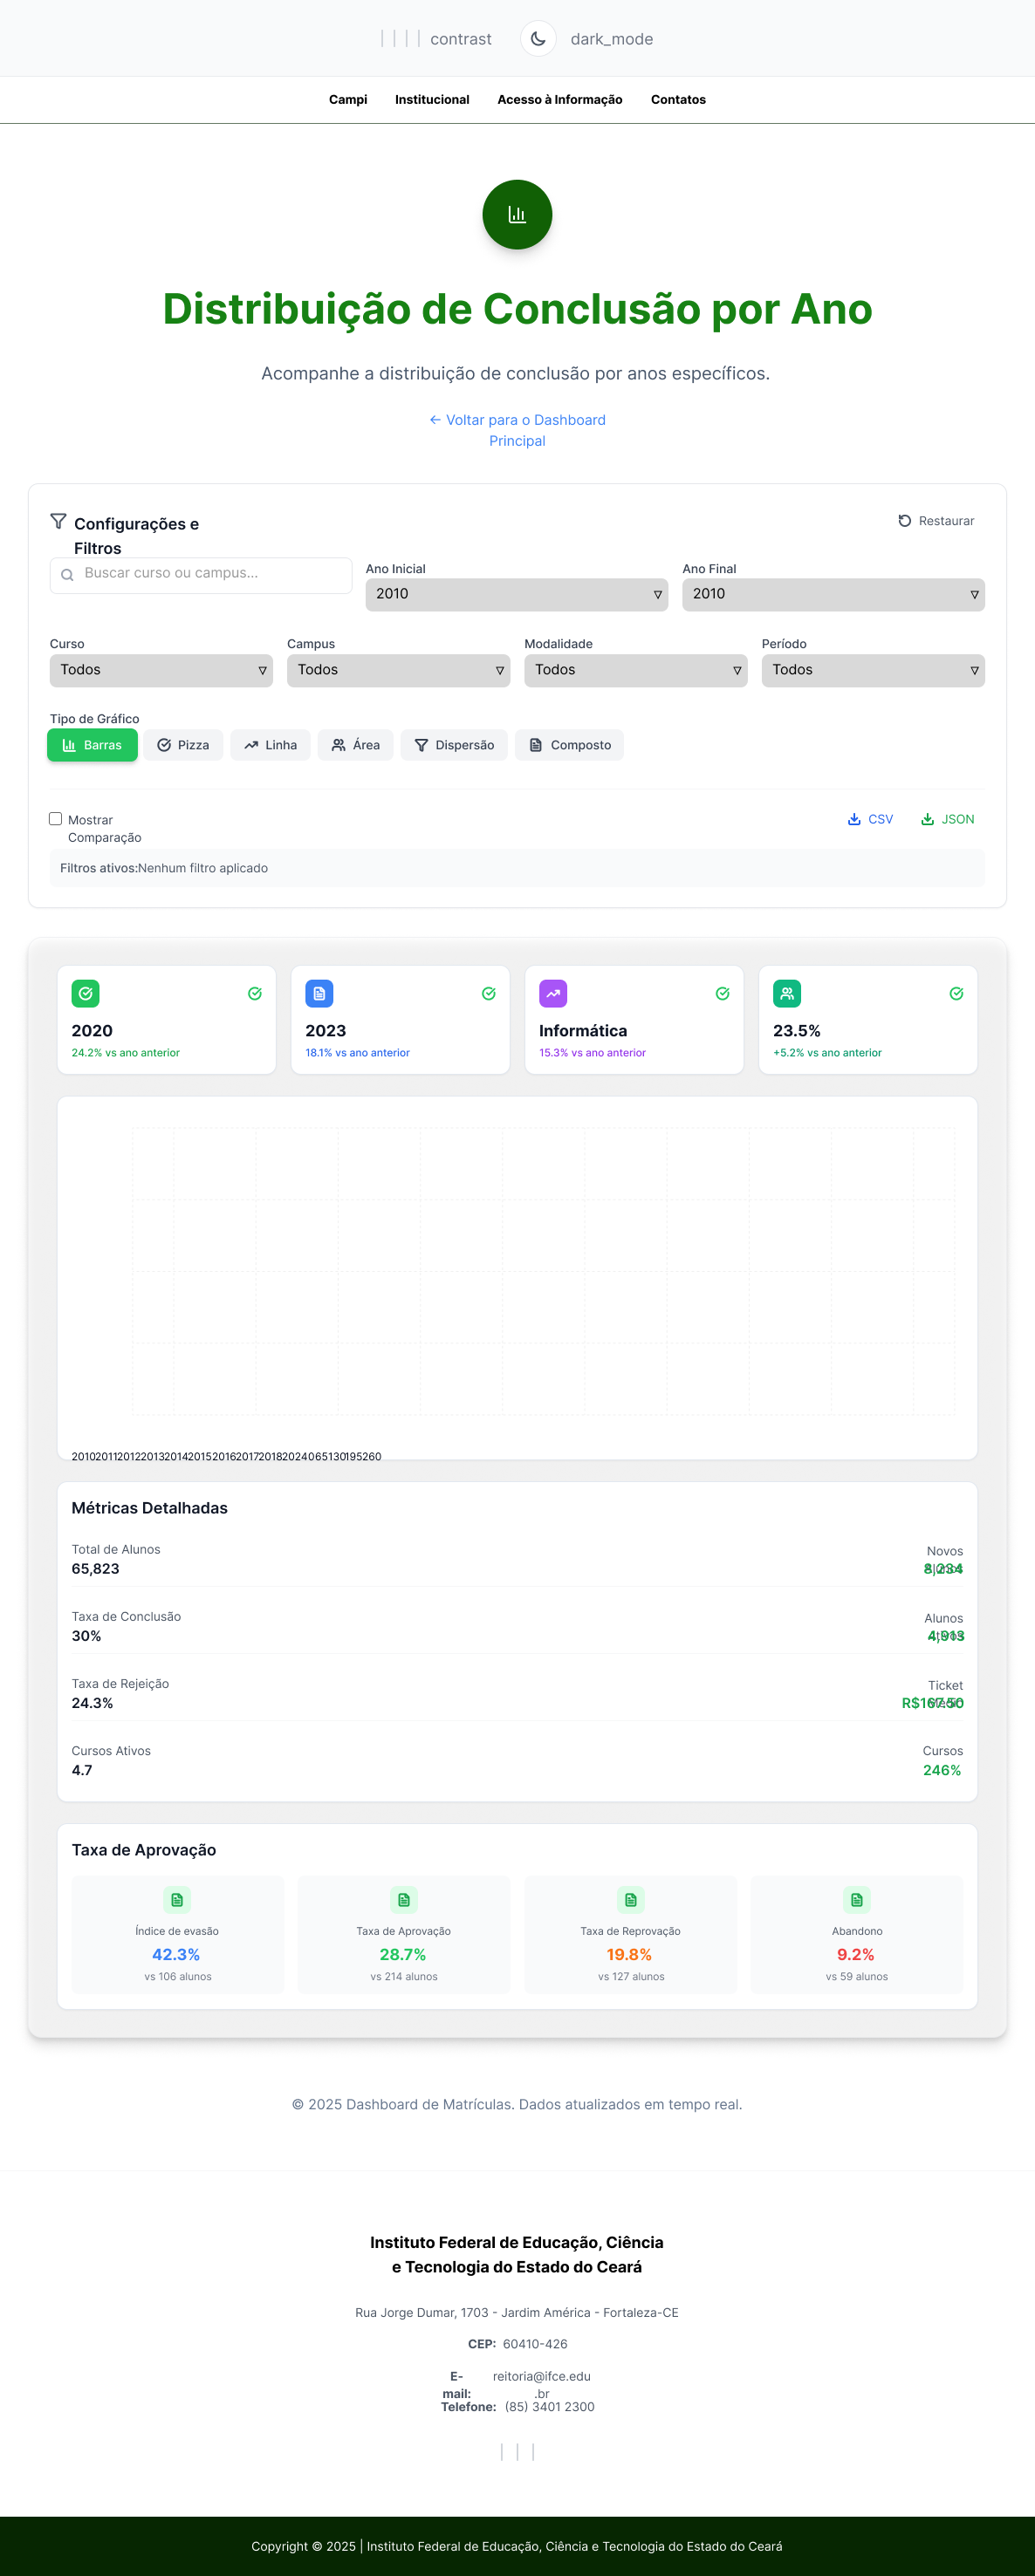 contrast
dark_mode
Campi
Institucional
Acesso à Informação
Contatos
Distribuição de Conclusão por Ano
Acompanhe a distribuição de conclusão por anos específicos.
← Voltar para o Dashboard
Principal
Configurações e
Filtros
Restaurar
Buscar curso ou campus...
Ano Inicial
2010
Ano Final
2010
Curso
Todos
Campus
Todos
Modalidade
Todos
Período
Todos
Tipo de Gráfico
Barras
Pizza
Linha
Área
Dispersão
Composto
Mostrar
Comparação
CSV
JSON
Filtros ativos:Nenhum filtro aplicado
2020
24.2% vs ano anterior
2023
18.1% vs ano anterior
Informática
15.3% vs ano anterior
23.5%
+5.2% vs ano anterior
201020112012201320142015201620172018202406513019526​0
Métricas Detalhadas
Total de Alunos
65,823
Novos
8,234
Taxa de Conclusão
30%
Alunos
4,913
Taxa de Rejeição
24.3%
Ticket
R$167.50
Cursos Ativos
4.7
Cursos
246%
Taxa de Aprovação
Índice de evasão
42.3%
vs 106 alunos
Taxa de Aprovação
28.7%
vs 214 alunos
Taxa de Reprovação
19.8%
vs 127 alunos
Abandono
9.2%
vs 59 alunos
© 2025 Dashboard de Matrículas. Dados atualizados em tempo real.
Instituto Federal de Educação, Ciência
e Tecnologia do Estado do Ceará
Rua Jorge Dumar, 1703 - Jardim América - Fortaleza-CE
CEP: 60410-426
E-
mail:
reitoria@ifce.edu
.br
Telefone: (85) 3401 2300
Copyright © 2025 | Instituto Federal de Educação, Ciência e Tecnologia do Estado do Ceará